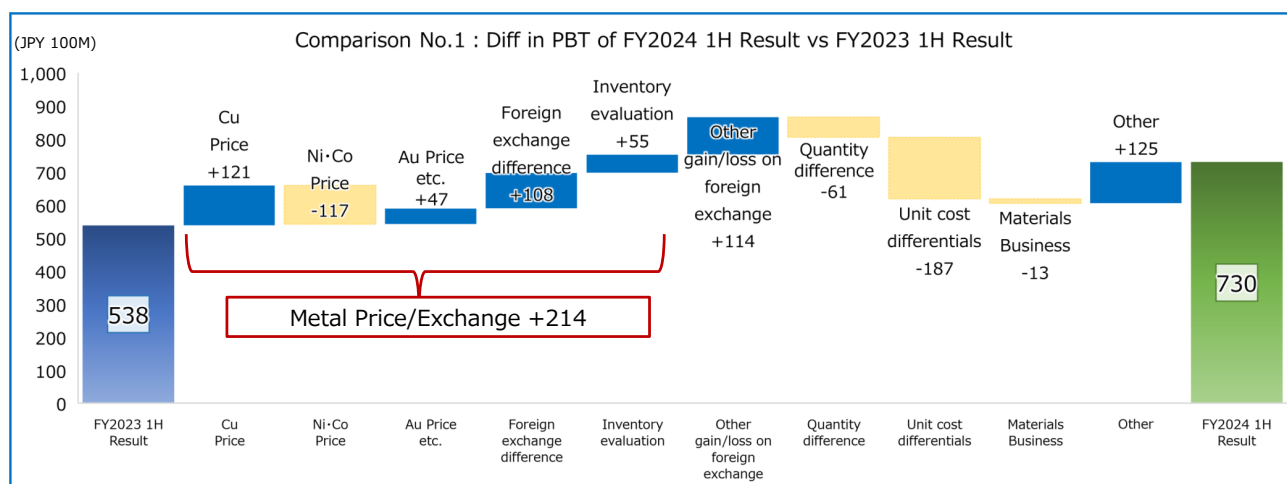 Comparison No.1 : Diff in PBT of FY2024 1H Result vs FY2023 1H Result
(JPY 100M)
1,000
900
800
700
600
500
400
300
200
100
0
538
Cu
Price
+121
Ni・Co
Price
-117
Au Price
etc.
+47
Foreign
exchange
difference
+108
Inventory
evaluation
+55
Other
gain/loss on
foreign
exchange
+114
Quantity
difference
-61
Unit cost
differentials
-187
Materials
Business
-13
Other
+125
730
Metal Price/Exchange +214
FY2023 1H
Result
Cu
Price
Ni・Co
Price
Au Price
etc.
Foreign
exchange
difference
Inventory
evaluation
Other
gain/loss on
foreign
exchange
Quantity
difference
Unit cost
differentials
Materials
Business
Other
FY2024 1H
Result